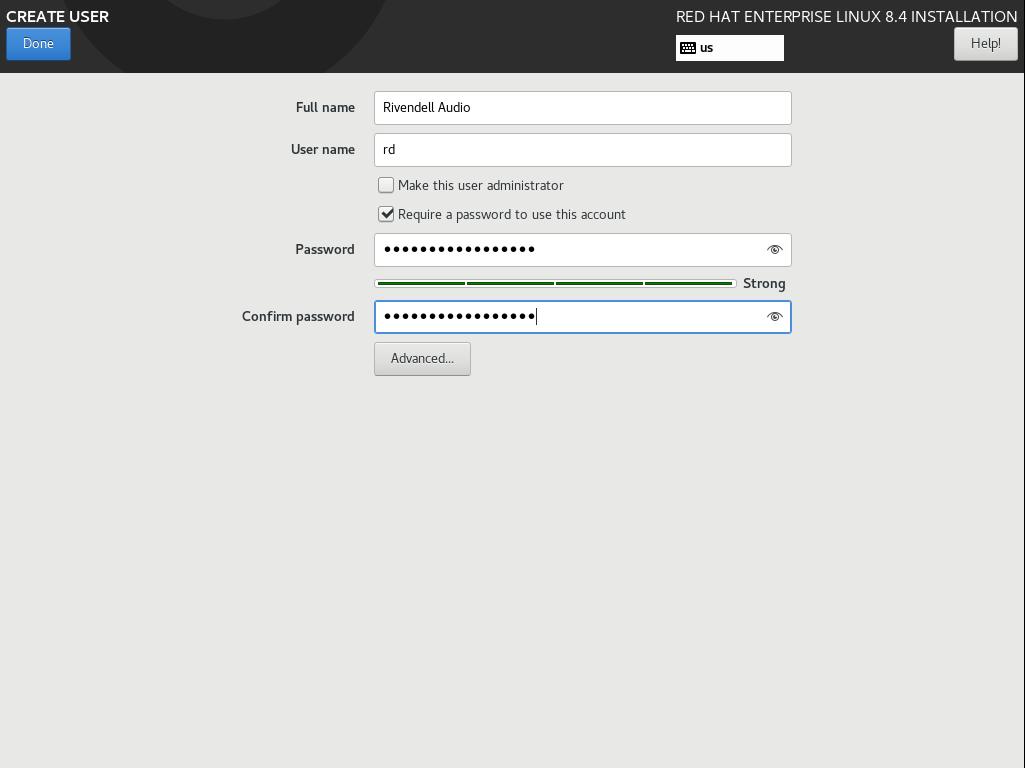 CREATE USER
RED HAT ENTERPRISE LINUX 8.4 INSTALLATION
Done
us
Help!
Full name
Rivendell Audio
User name
rd
Make this user administrator
Require a password to use this account
Password
●●●●●●●●●●●●●●●●●
Strong
Confirm password
●●●●●●●●●●●●●●●●●
Advanced...